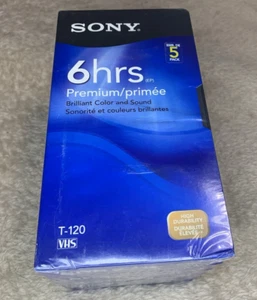 SONY
5
PACK
6hrs
(EP)
Premium/primée
Brilliant Color and Sound
Sonorité et couleurs brillantes
HIGH
DURABILITY
DURABILITÉ
ÉLEVÉE
T-120
VHS